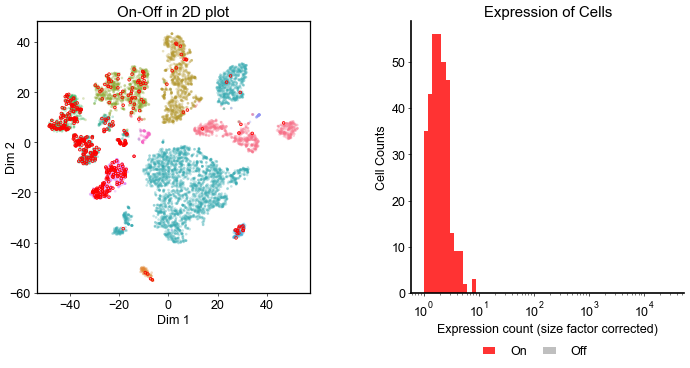 On-Off in 2D plot
Dim 2
40
20
0
−20
−40
−60
−40
−20
0
20
40
Dim 1
Expression of Cells
Cell Counts
50
40
30
20
10
0
10^0
10^1
10^2
10^3
10^4
Expression count (size factor corrected)
On
Off